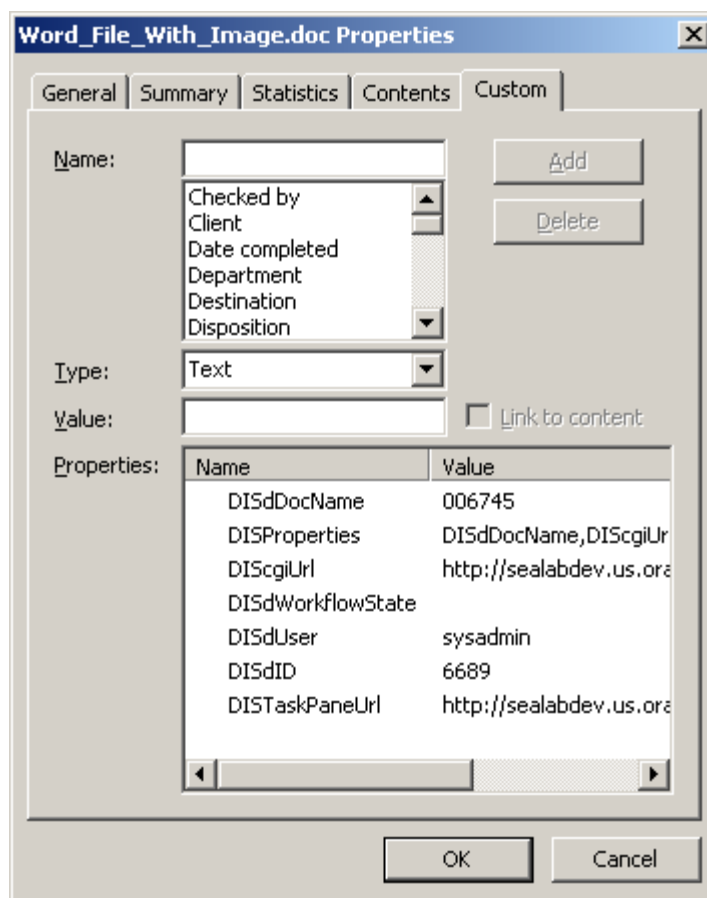 Word_File_With_Image.doc Properties
General Summary Statistics Contents Custom
Name:
Add
Checked by
Client
Date completed
Department
Destination
Disposition
Delete
Type: Text
Value: Link to content
Properties: Name Value
DISdDocName 006745
DISProperties DISdDocName,DIScgiUr
DIScgiUrl http://sealabdev.us.ora
DISdWorkflowState
DISdUser sysadmin
DISdID 6689
DISTaskPaneUrl http://sealabdev.us.ora
OK Cancel